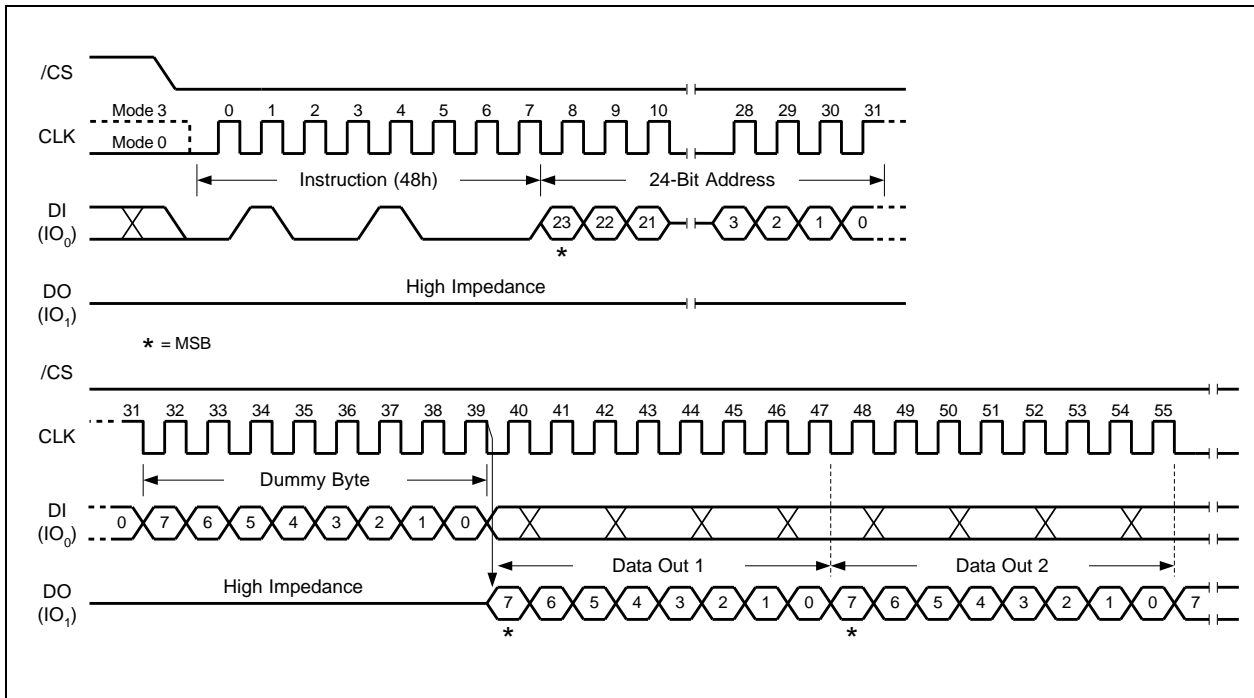 /CS
Mode 3 0 1 2 3 4 5 6 7 8 9 10 28 29 30 31
CLK Mode 0
Instruction (48h) 24-Bit Address
DI
(IO0) 23 22 21 3 2 1 0
*
DO High Impedance
(IO1)
* = MSB
/CS
31 32 33 34 35 36 37 38 39 40 41 42 43 44 45 46 47 48 49 50 51 52 53 54 55
CLK
Dummy Byte
DI
(IO0) 0 7 6 5 4 3 2 1 0
Data Out 1 Data Out 2
DO High Impedance
(IO1) 7 6 5 4 3 2 1 0 7 6 5 4 3 2 1 0 7
* *